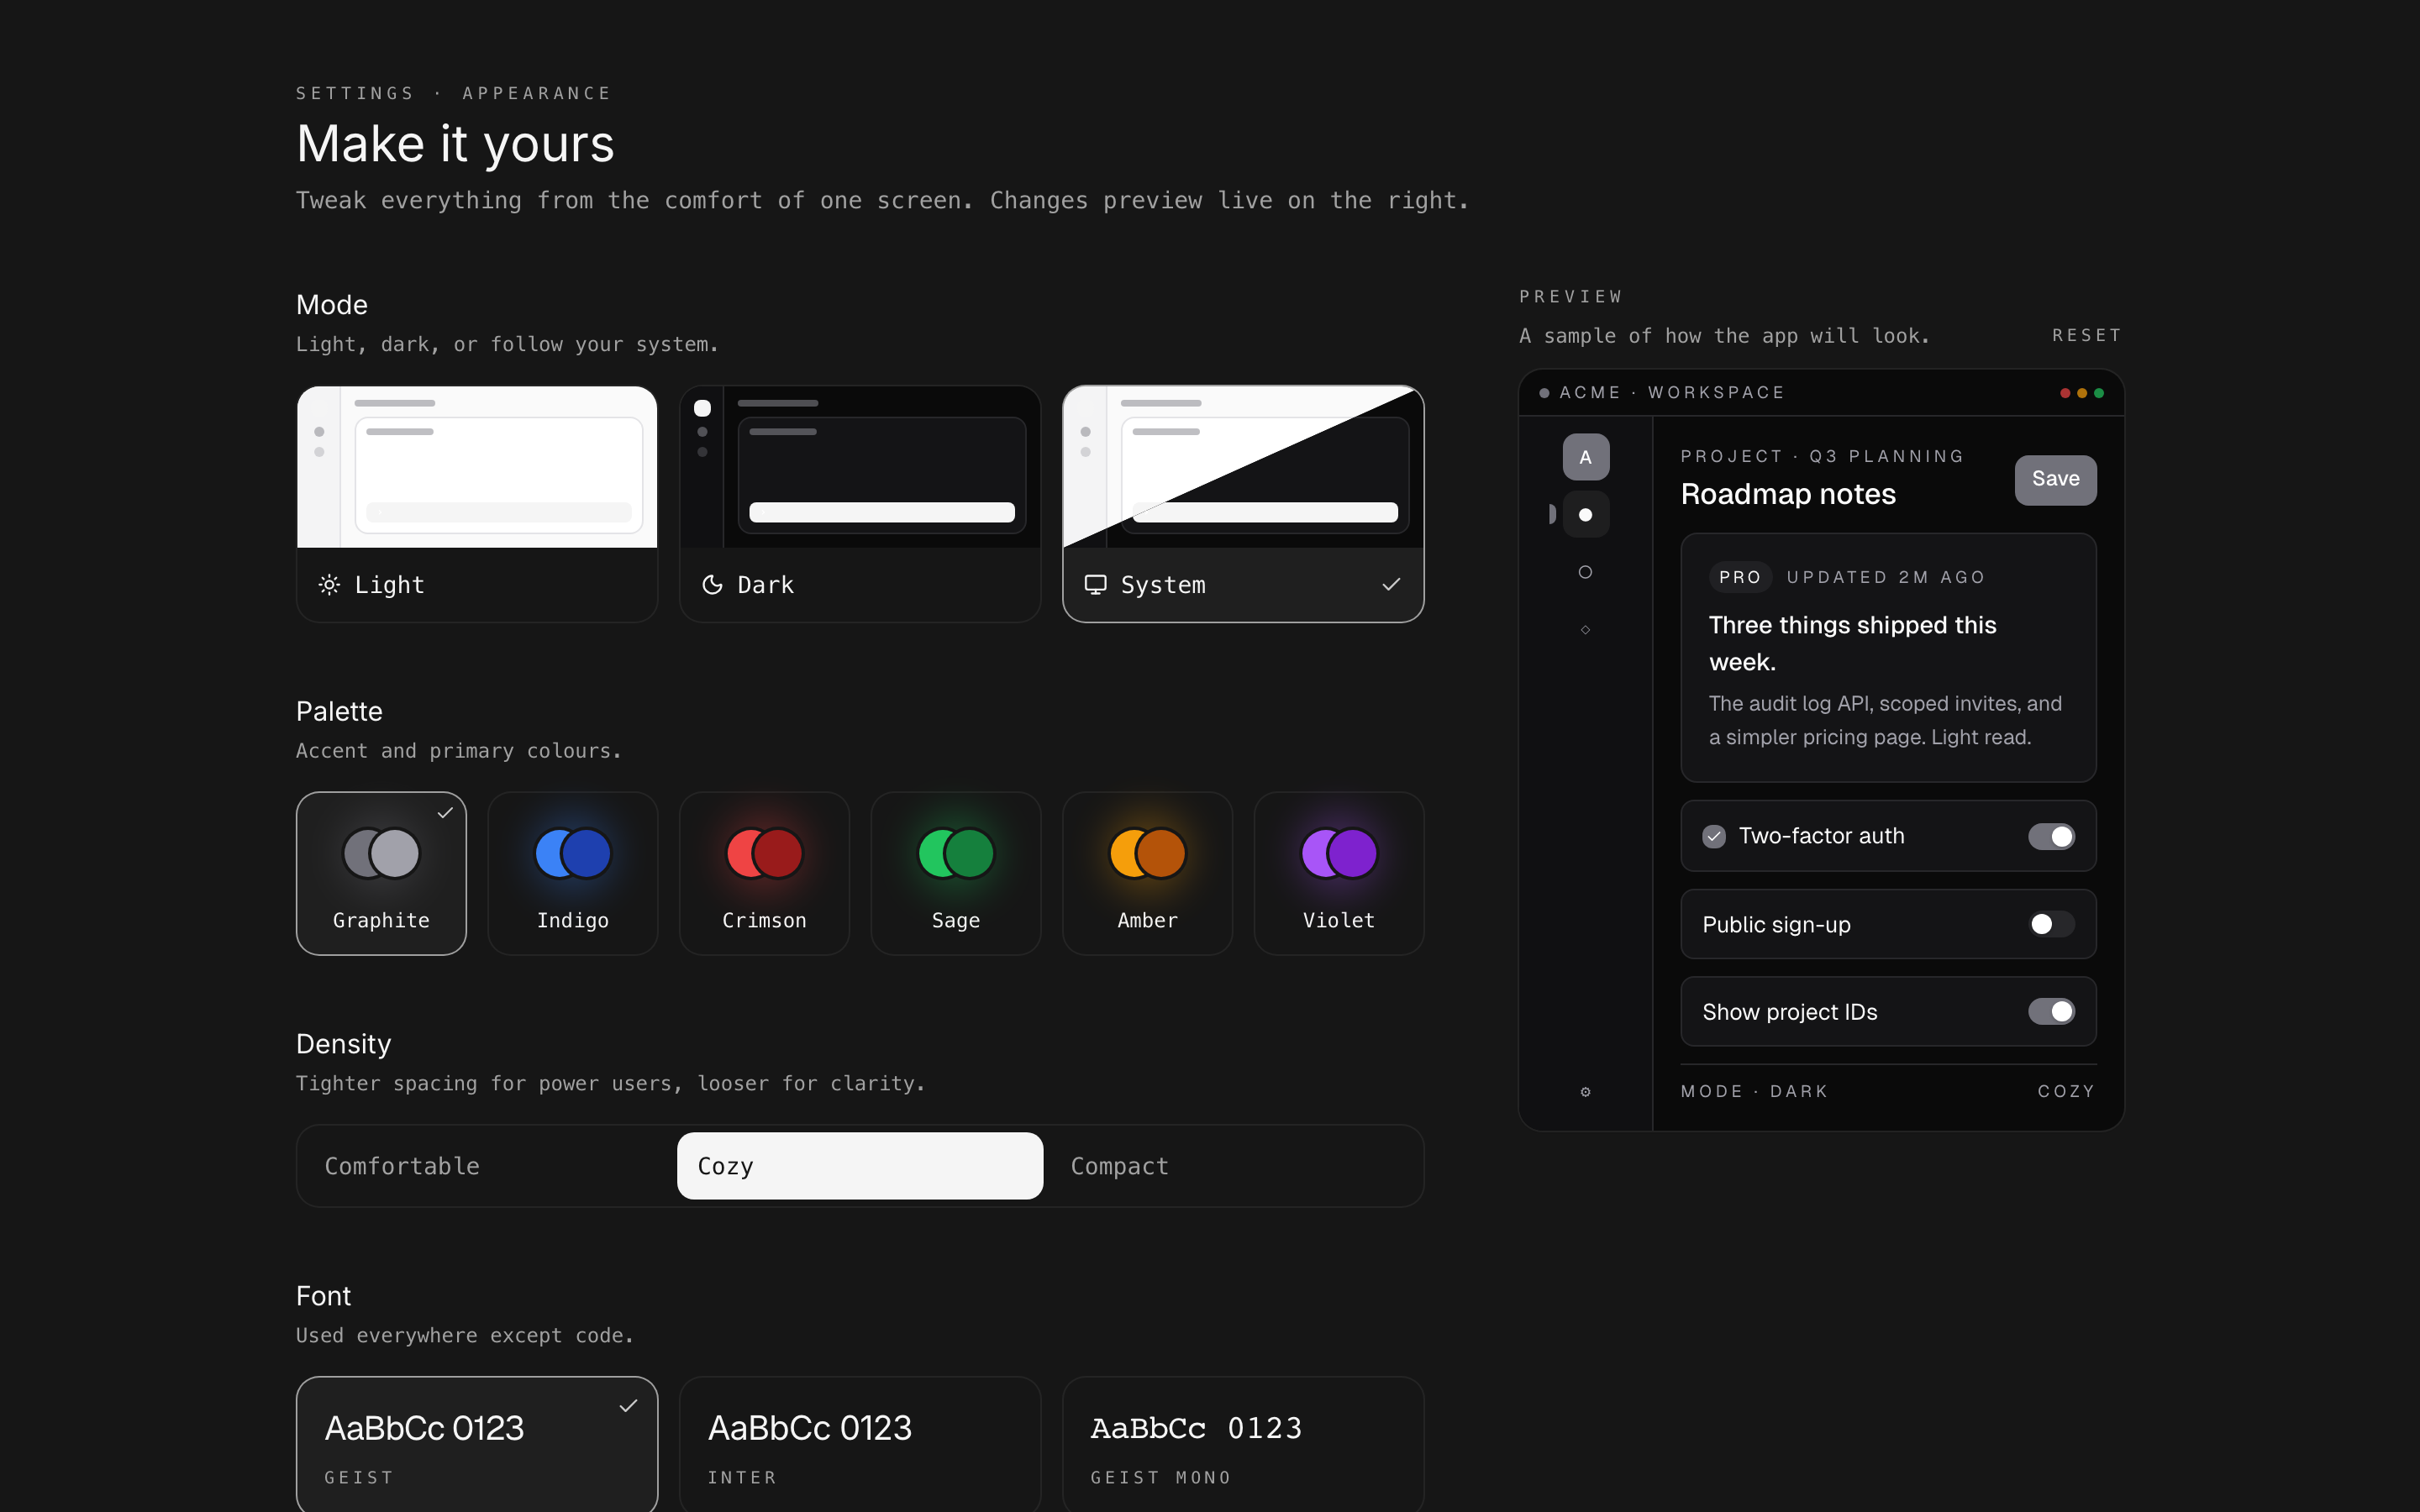 SETTINGS · APPEARANCE
Make it yours
Tweak everything from the comfort of one screen. Changes preview live on the right.
Mode
Light, dark, or follow your system.
Light
Dark
System
Palette
Accent and primary colours.
Graphite
Indigo
Crimson
Sage
Amber
Violet
Density
Tighter spacing for power users, looser for clarity.
Comfortable
Cozy
Compact
Font
Used everywhere except code.
AaBbCc 0123
GEIST
AaBbCc 0123
INTER
AaBbCc 0123
GEIST MONO
PREVIEW
A sample of how the app will look.
RESET
ACME · WORKSPACE
A
PROJECT · Q3 PLANNING
Roadmap notes
Save
PRO
UPDATED 2M AGO
Three things shipped this
week.
The audit log API, scoped invites, and
a simpler pricing page. Light read.
Two-factor auth
Public sign-up
Show project IDs
MODE · DARK
COZY